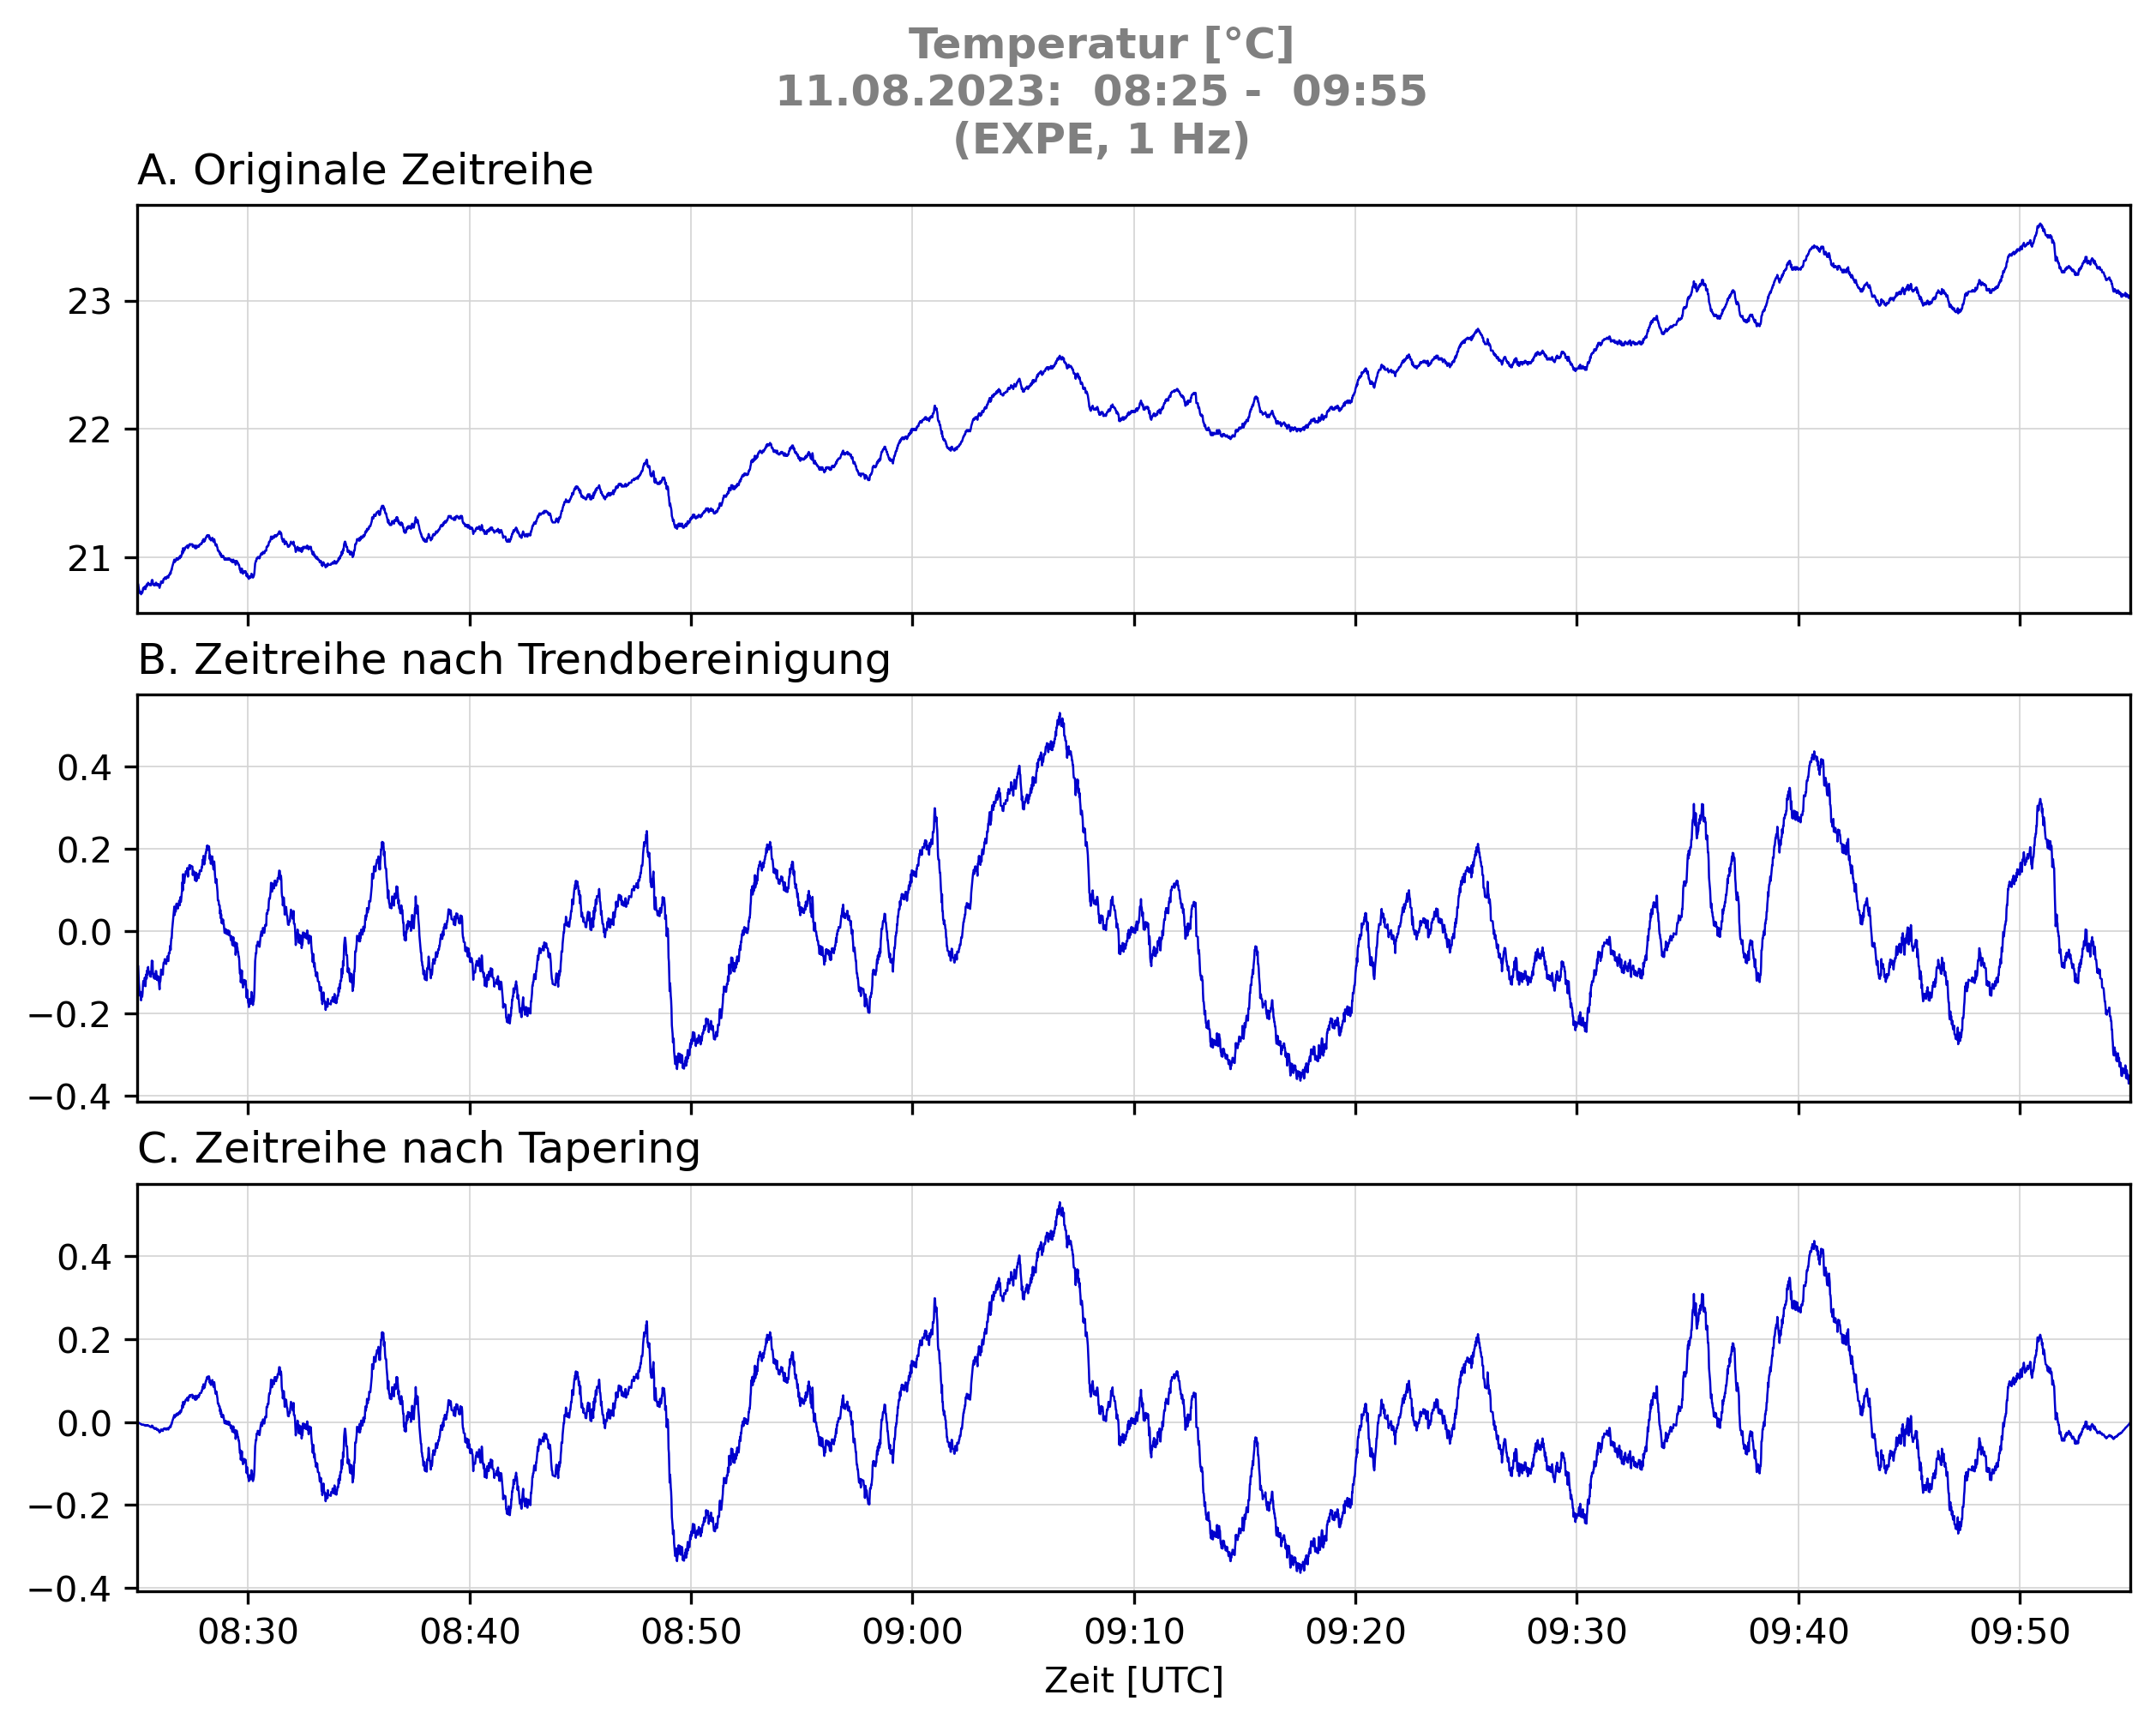 Temperatur [°C]
11.08.2023:  08:25 -  09:55
(EXPE, 1 Hz)
A. Originale Zeitreihe
23
22
21
B. Zeitreihe nach Trendbereinigung
0.4
0.2
0.0
−0.2
−0.4
C. Zeitreihe nach Tapering
0.4
0.2
0.0
−0.2
−0.4
08:30 08:40 08:50 09:00 09:10 09:20 09:30 09:40 09:50
Zeit [UTC]